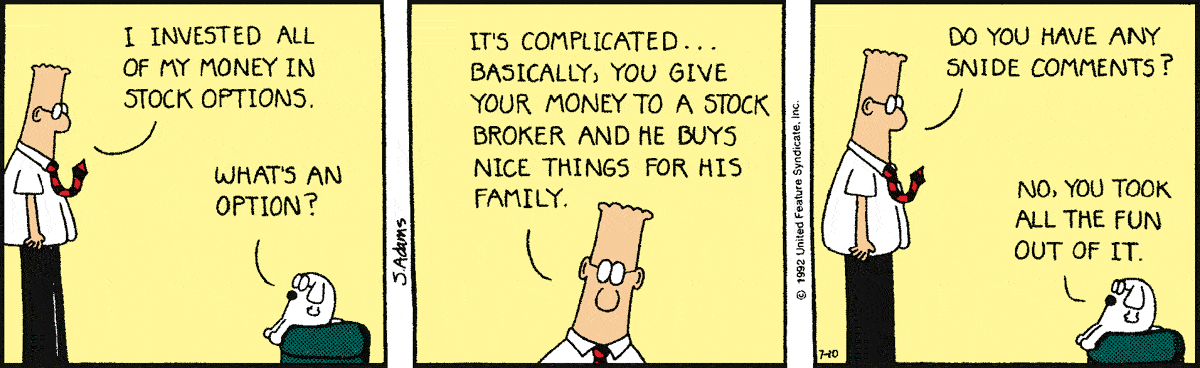 I INVESTED ALL
OF MY MONEY IN
STOCK OPTIONS.
WHAT'S AN
OPTION?
S.Adams
IT'S COMPLICATED...
BASICALLY, YOU GIVE
YOUR MONEY TO A STOCK
BROKER AND HE BUYS
NICE THINGS FOR HIS
FAMILY.
© 1992 United Feature Syndicate, Inc.
DO YOU HAVE ANY
SNIDE COMMENTS?
NO, YOU TOOK
ALL THE FUN
OUT OF IT.
7-20